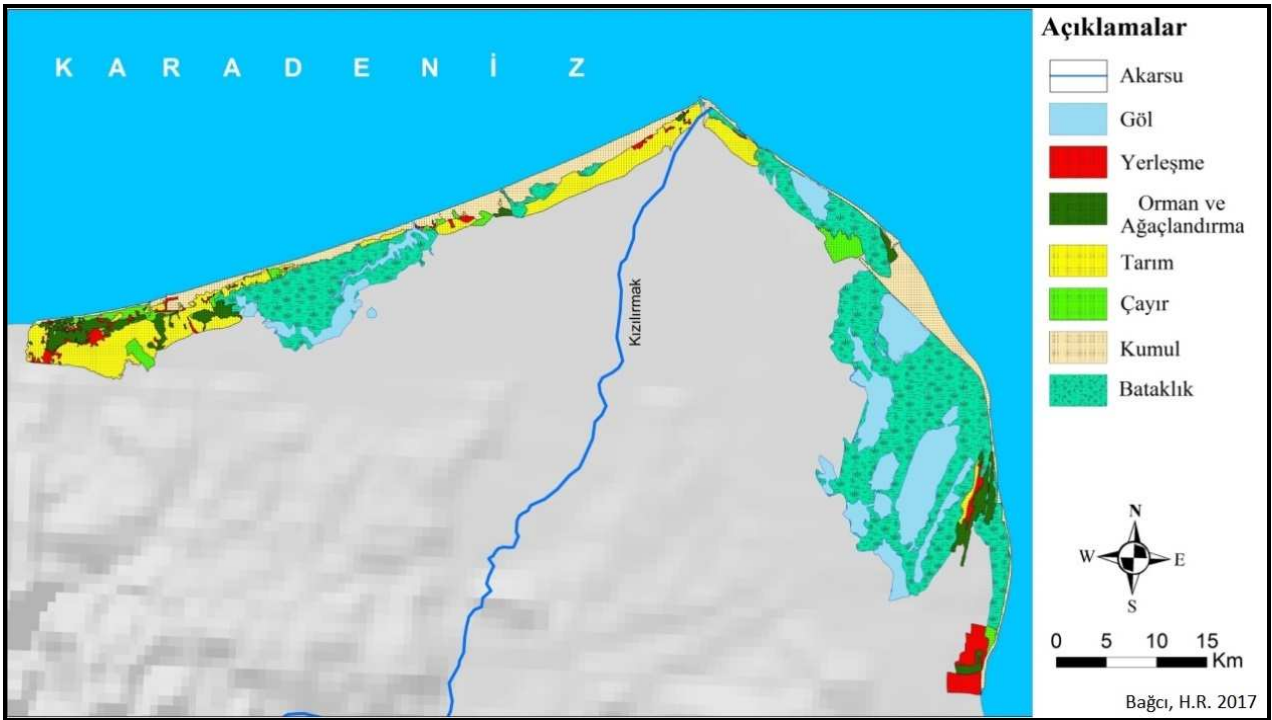 KARADENİZ
Kızılırmak
Açıklamalar
Akarsu
Göl
Yerleşme
Orman ve
Ağaçlandırma
Tarım
Çayır
Kumul
Bataklık
N
W E
S
0 5 10 15
Km
Bağcı, H.R. 2017